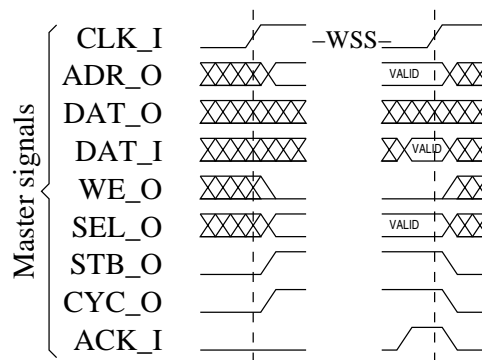 CLK_I
–WSS–
ADR_O
VALID
DAT_O
DAT_I
VALID
WE_O
SEL_O
VALID
STB_O
CYC_O
ACK_I
Master signals